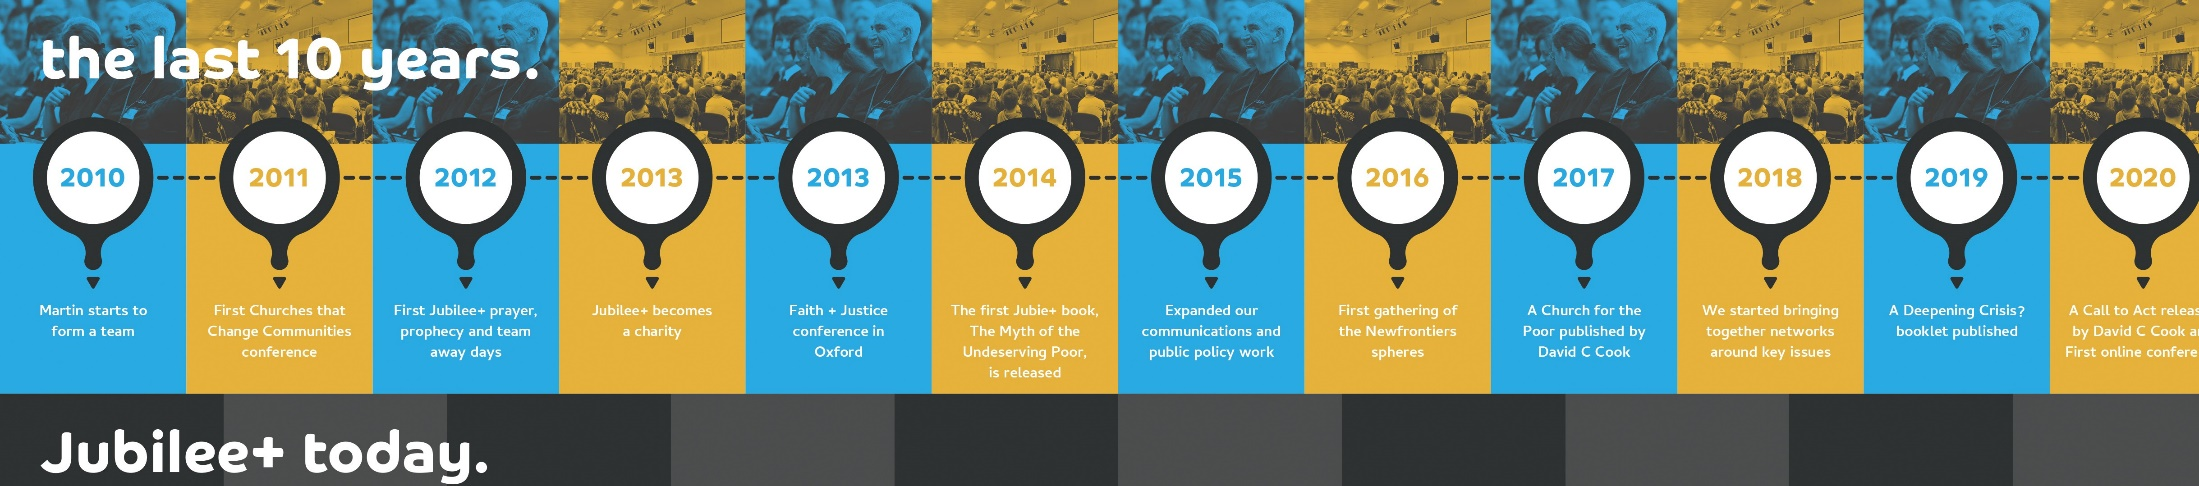 the last 10 years.
2010
Martin starts to
form a team
2011
First Churches that
Change Communities
conference
2012
First Jubilee+ prayer,
prophecy and team
away days
2013
Jubilee+ becomes
a charity
2013
Faith + Justice
conference in
Oxford
2014
The first Jubie+ book,
The Myth of the
Undeserving Poor,
is released
2015
Expanded our
communications and
public policy work
2016
First gathering of
the Newfrontiers
spheres
2017
A Church for the
Poor published by
David C Cook
2018
We started bringing
together networks
around key issues
2019
A Deepening Crisis?
booklet published
2020
A Call to Act
by David C Cook
First online
Jubilee+ today.